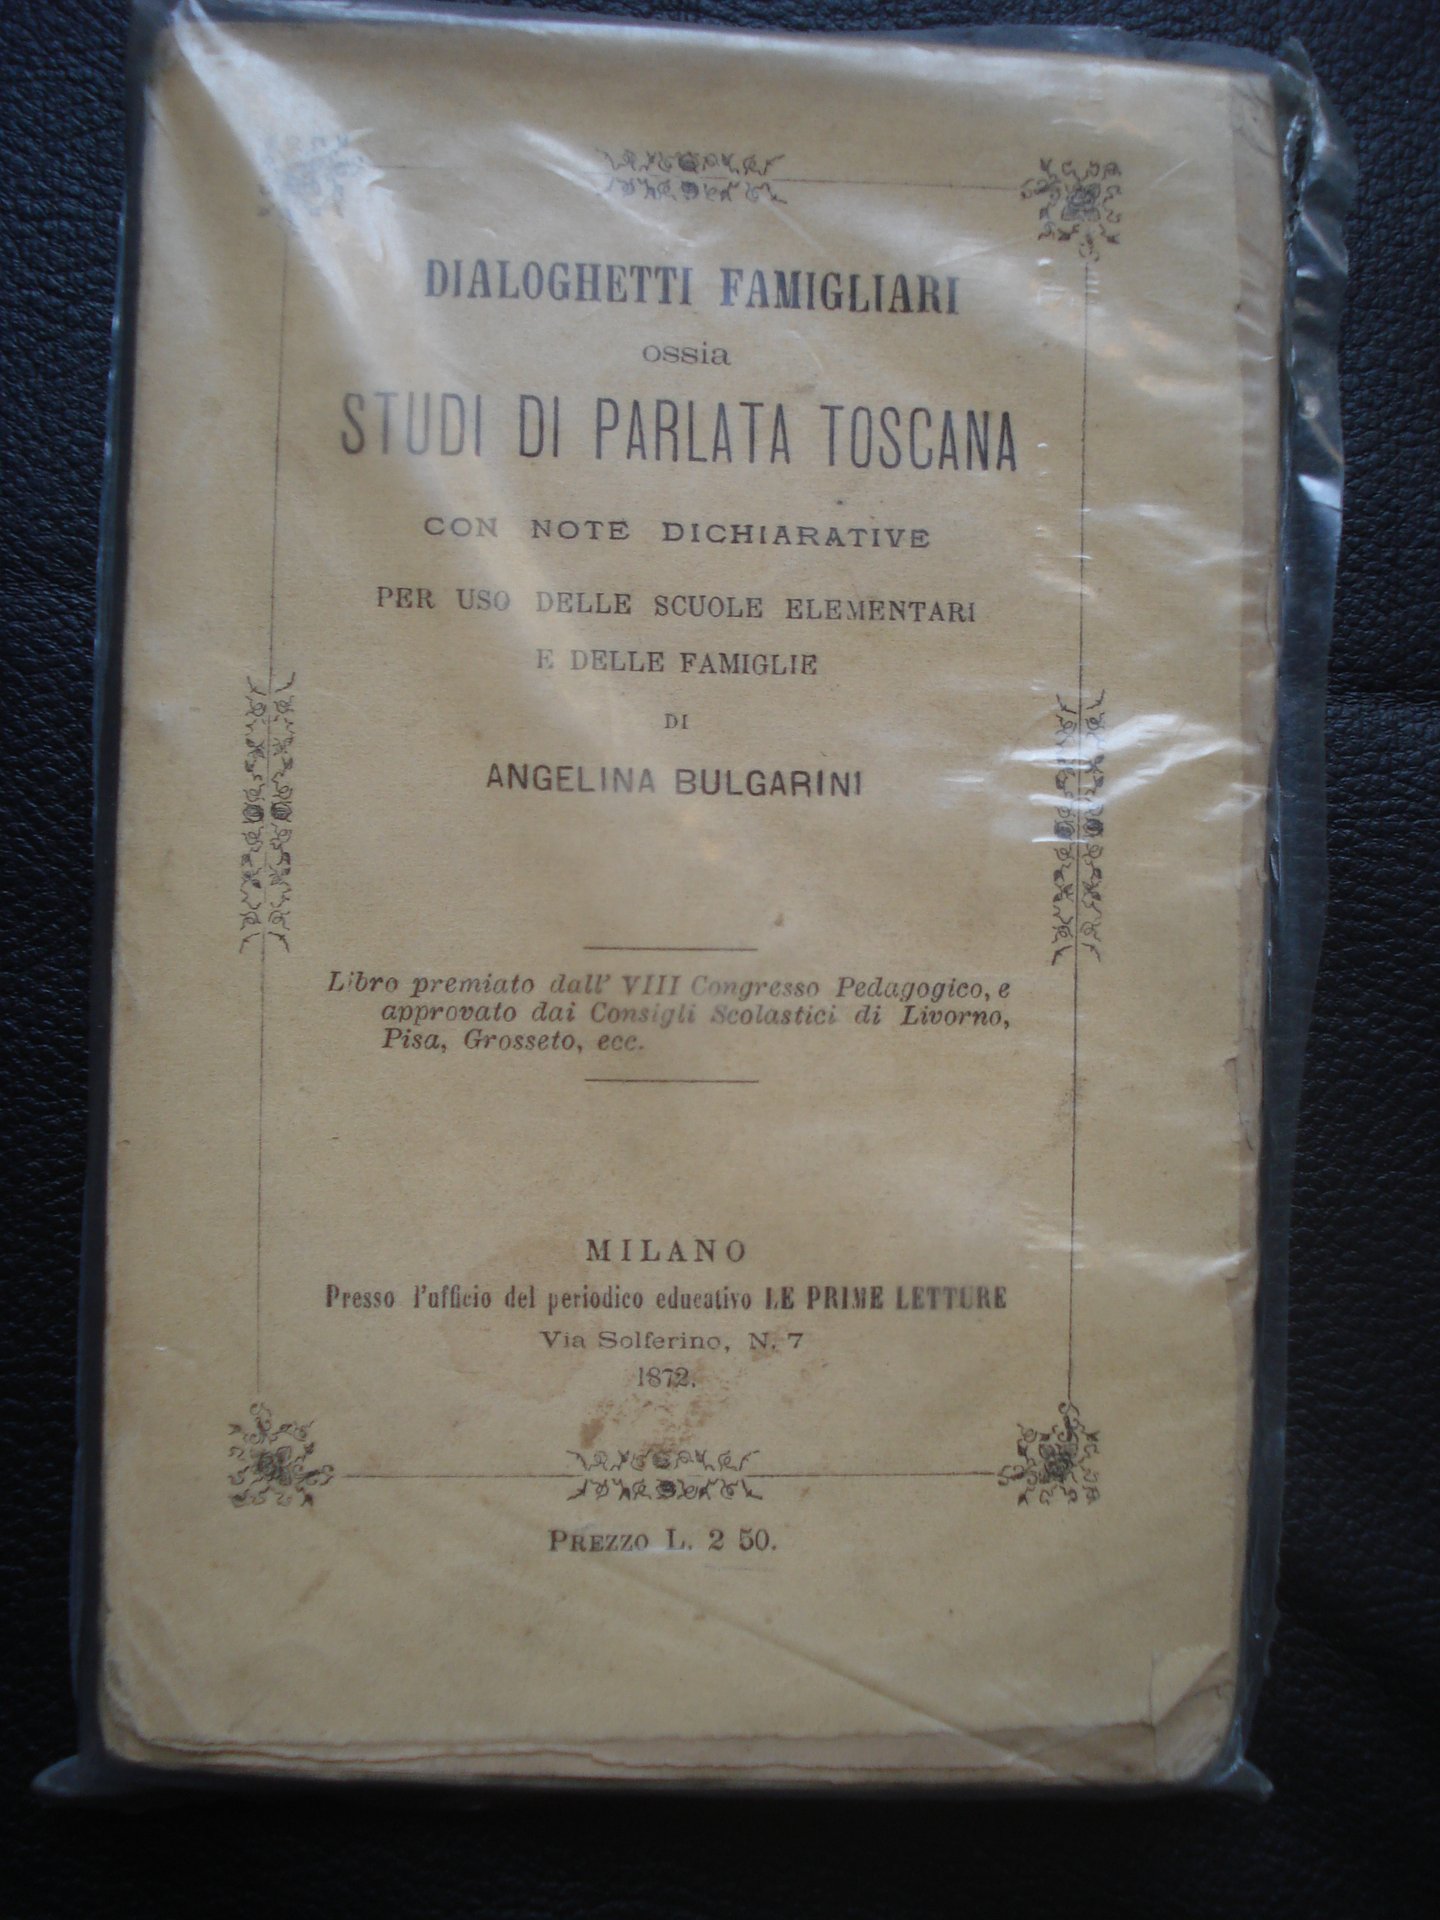 DIALOGHETTI FAMIGLIARI
ossia
STUDI DI PARLATA TOSCANA
CON NOTE DICHIARATIVE
PER USO DELLE SCUOLE ELEMENTARI
E DELLE FAMIGLIE
DI
ANGELINA BULGARINI
Libro premiato dall' VIII Congresso Pedagogico, e
approvato dai Consigli Scolastici di Livorno,
Pisa, Grosseto, ecc.
MILANO
Presso l'ufficio del periodico educativo LE PRIME LETTURE
Via Solferino, N. 7
1872.
PREZZO L. 2 50.